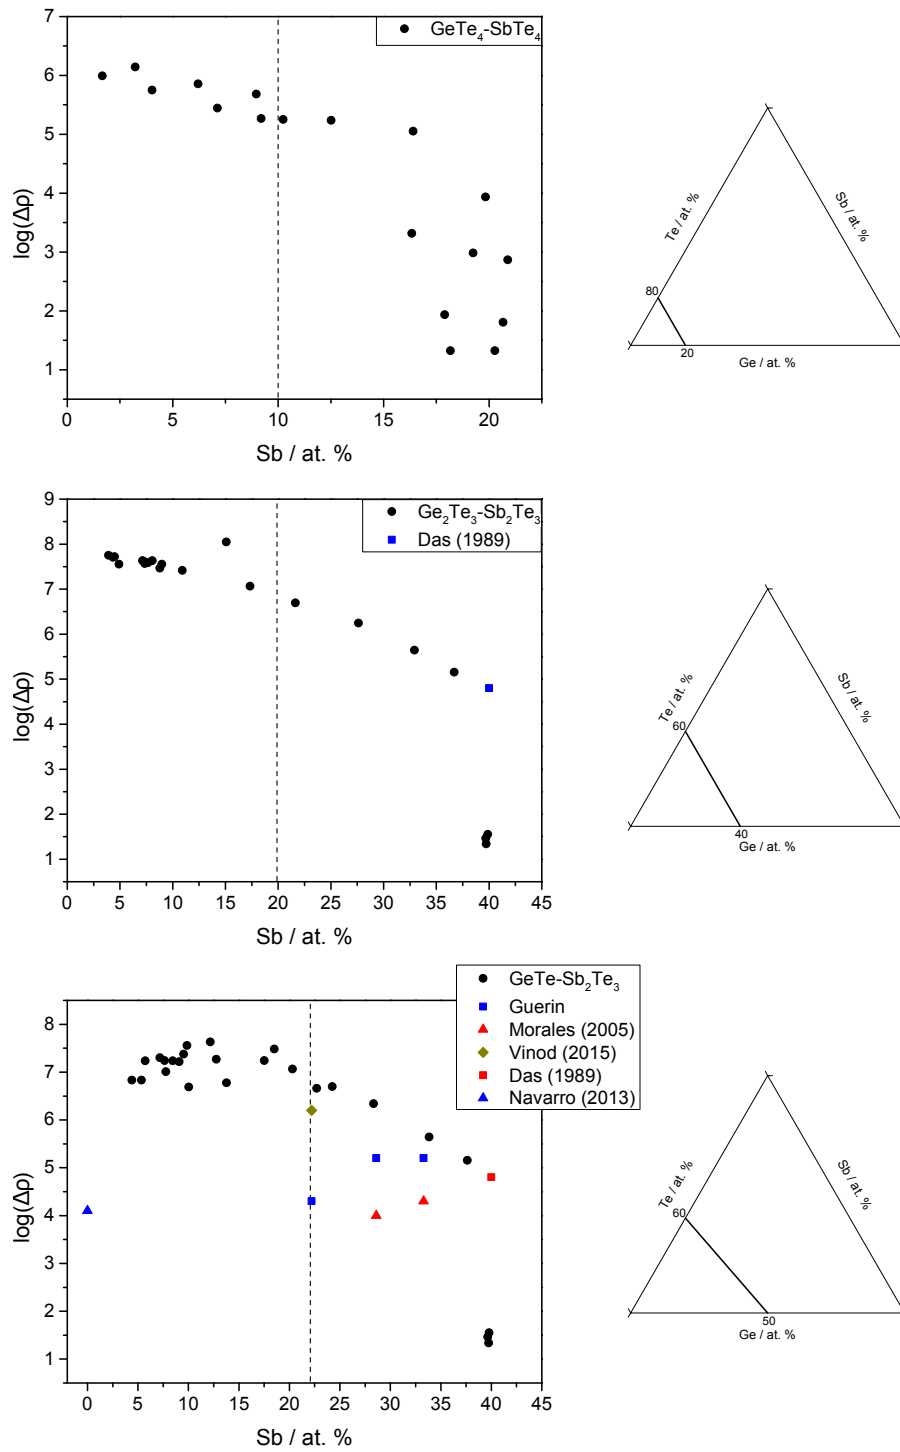 7
6
5
4
3
2
1
log(Δρ)
0 5 10 15 20
Sb / at. %
GeTe₄-SbTe₄
Te / at. %
Sb / at. %
80
20
Ge / at. %
9
8
7
6
5
4
3
2
1
log(Δρ)
0 5 10 15 20 25 30 35 40 45
Sb / at. %
Ge₂Te₃-Sb₂Te₃
Das (1989)
Te / at. %
Sb / at. %
60
40
Ge / at. %
GeTe-Sb₂Te₃
Guerin
Morales (2005)
Vinod (2015)
Das (1989)
Navarro (2013)
8
7
6
5
4
3
2
1
log(Δρ)
0 5 10 15 20 25 30 35 40 45
Sb / at. %
Te / at. %
Sb / at. %
60
50
Ge / at. %